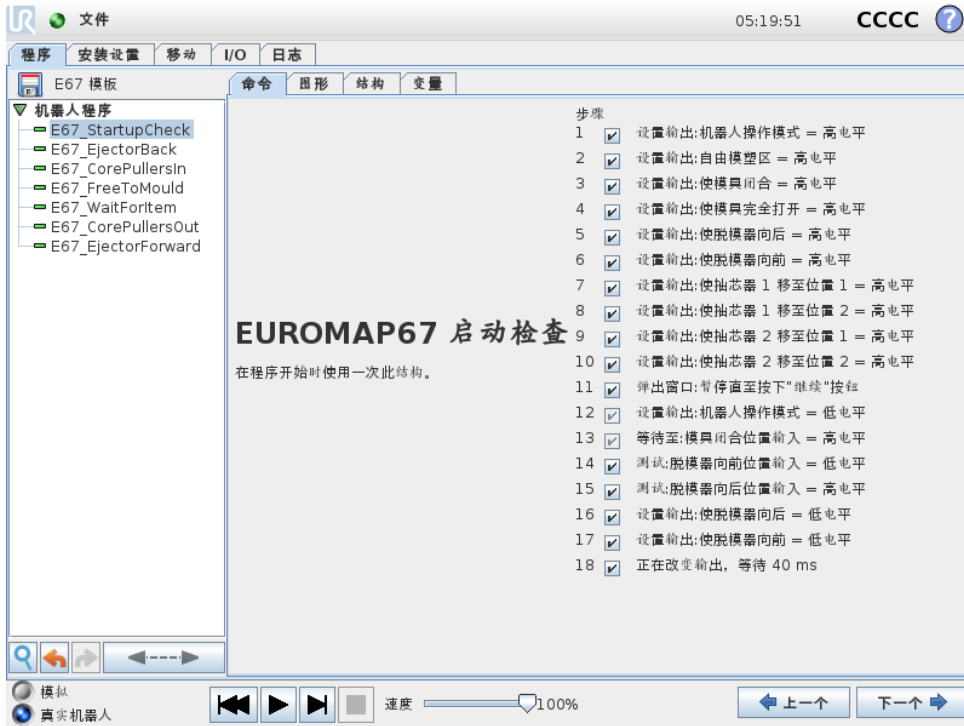 UR 文件 05:19:51 CCCC ?
程序 安装设置 移动 I/O 日志
E67 模板
命令 图形 结构 变量
机器人程序
E67_StartupCheck
E67_EjectorBack
E67_CorePullersIn
E67_FreeToMould
E67_WaitForItem
E67_CorePullersOut
E67_EjectorForward
EUROMAP67 启动检查
在程序开始时使用一次此结构。
步骤
1 设置输出:机器人操作模式 = 高电平
2 设置输出:自由模塑区 = 高电平
3 设置输出:使模具闭合 = 高电平
4 设置输出:使模具完全打开 = 高电平
5 设置输出:使脱模器向后 = 高电平
6 设置输出:使脱模器向前 = 高电平
7 设置输出:使抽芯器 1 移至位置 1 = 高电平
8 设置输出:使抽芯器 1 移至位置 2 = 高电平
9 设置输出:使抽芯器 2 移至位置 1 = 高电平
10 设置输出:使抽芯器 2 移至位置 2 = 高电平
11 弹出窗口:暂停直至按下"继续"按钮
12 设置输出:机器人操作模式 = 低电平
13 等待至:模具闭合位置输入 = 高电平
14 测试:脱模器向前位置输入 = 低电平
15 测试:脱模器向后位置输入 = 高电平
16 设置输出:使脱模器向后 = 低电平
17 设置输出:使脱模器向前 = 低电平
18 正在改变输出，等待 40 ms
模拟
真实机器人
速度 100%
上一个 下一个